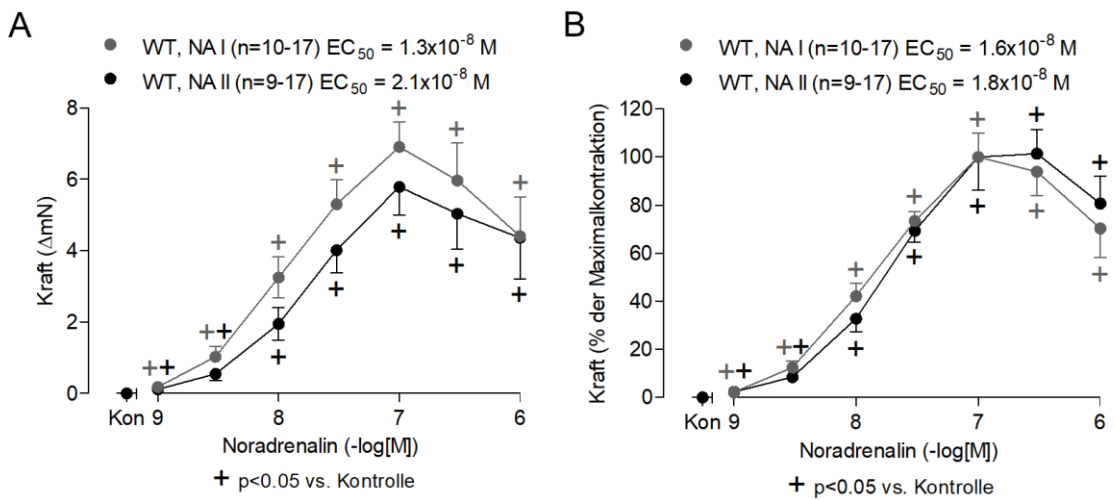 A
WT, NA I (n=10-17) EC50 = 1.3x10-8 M
WT, NA II (n=9-17) EC50 = 2.1x10-8 M
Kraft (ΔmN)
8
6
4
2
0
Kon 9 8 7 6
Noradrenalin (-log[M])
+ p<0.05 vs. Kontrolle
B
WT, NA I (n=10-17) EC50 = 1.6x10-8 M
WT, NA II (n=9-17) EC50 = 1.8x10-8 M
Kraft (% der Maximalkontraktion)
120
100
80
60
40
20
0
Kon 9 8 7 6
Noradrenalin (-log[M])
+ p<0.05 vs. Kontrolle